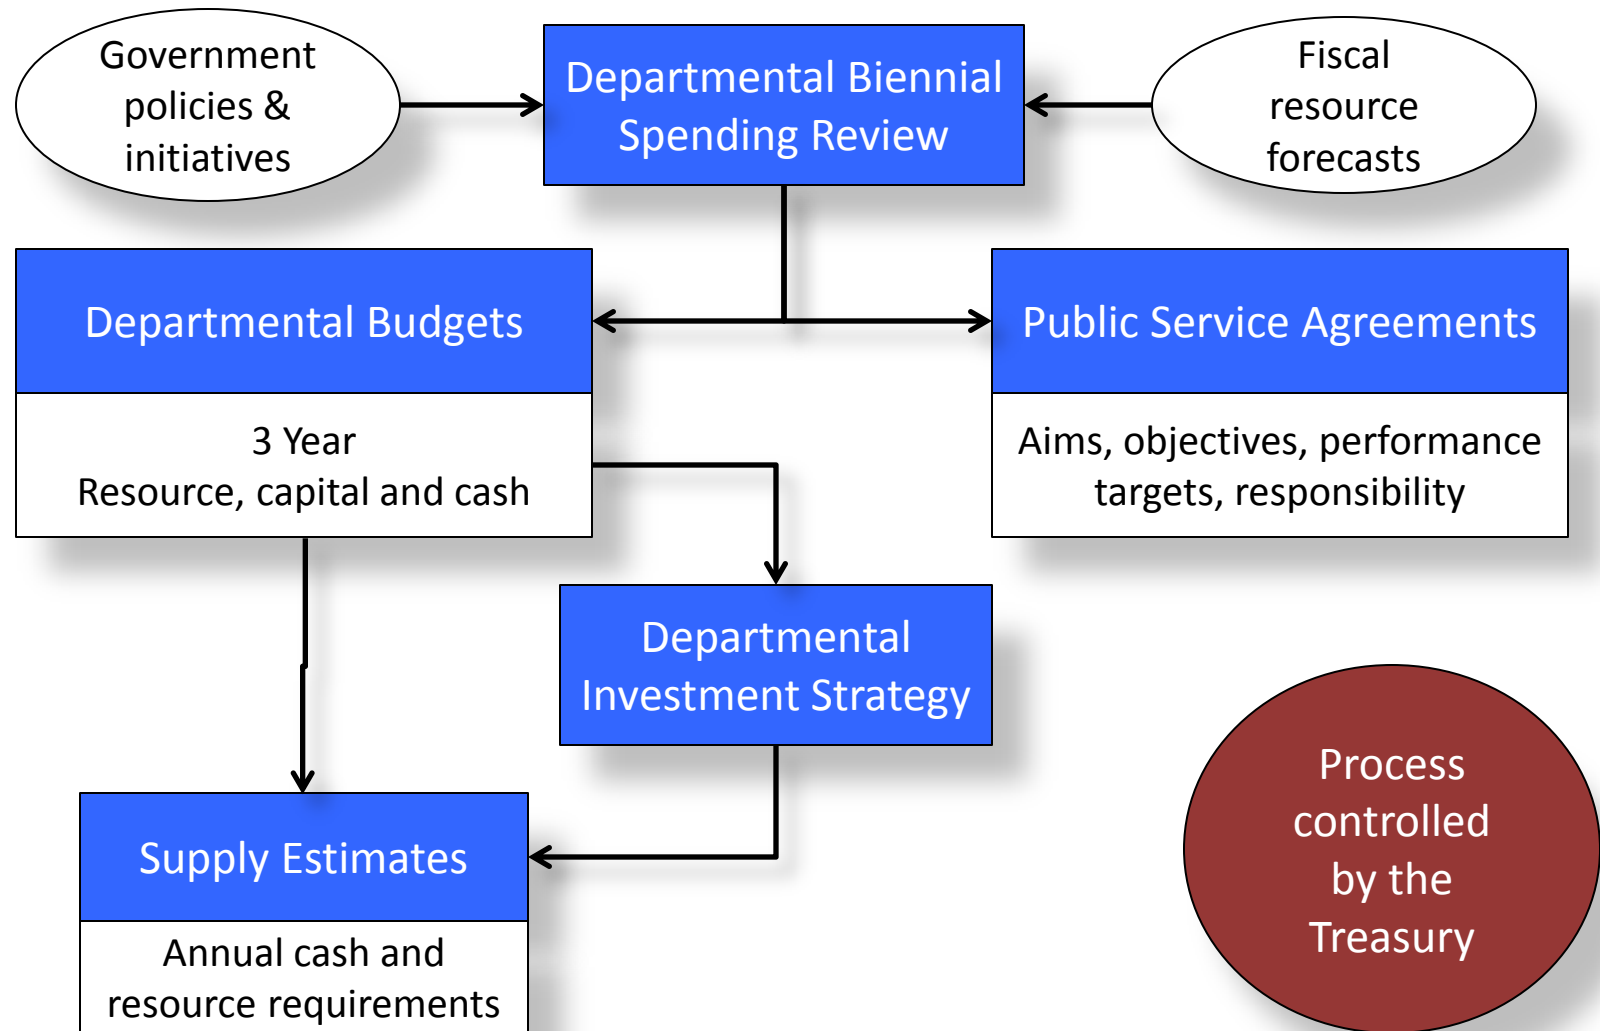 Government
policies &
initiatives
Departmental Biennial
Spending Review
Fiscal
resource
forecasts
Departmental Budgets
3 Year
Resource, capital and cash
Public Service Agreements
Aims, objectives, performance
targets, responsibility
Departmental
Investment Strategy
Supply Estimates
Annual cash and
resource requirements
Process
controlled
by the
Treasury